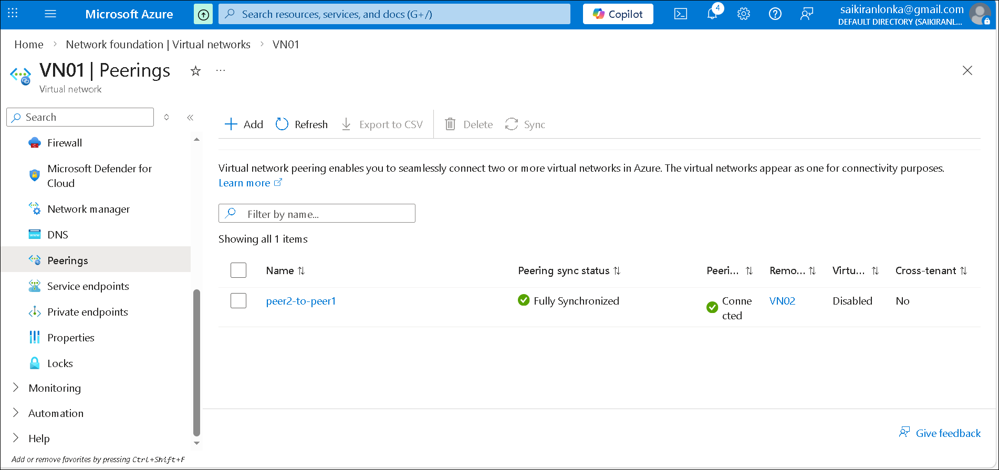 Microsoft Azure
Search resources, services, and docs (G+/)
Copilot
4
saikiranlonka@gmail.com
DEFAULT DIRECTORY (SAIKIRANL...
Home > Network foundation | Virtual networks > VN01
VN01 | Peerings
Virtual network
Search
Add
Refresh
Export to CSV
Delete
Sync
Firewall
Microsoft Defender for
Cloud
Network manager
DNS
Peerings
Service endpoints
Private endpoints
Properties
Locks
Monitoring
Automation
Help
Add or remove favorites by pressing Ctrl+Shift+F
Virtual network peering enables you to seamlessly connect two or more virtual networks in Azure. The virtual networks appear as one for connectivity purposes.
Learn more
Filter by name...
Showing all 1 items
Name Peering sync status Peeri... Remo... Virtu... Cross-tenant
peer2-to-peer1 Fully Synchronized Conne VN02 Disabled No
cted
Give feedback